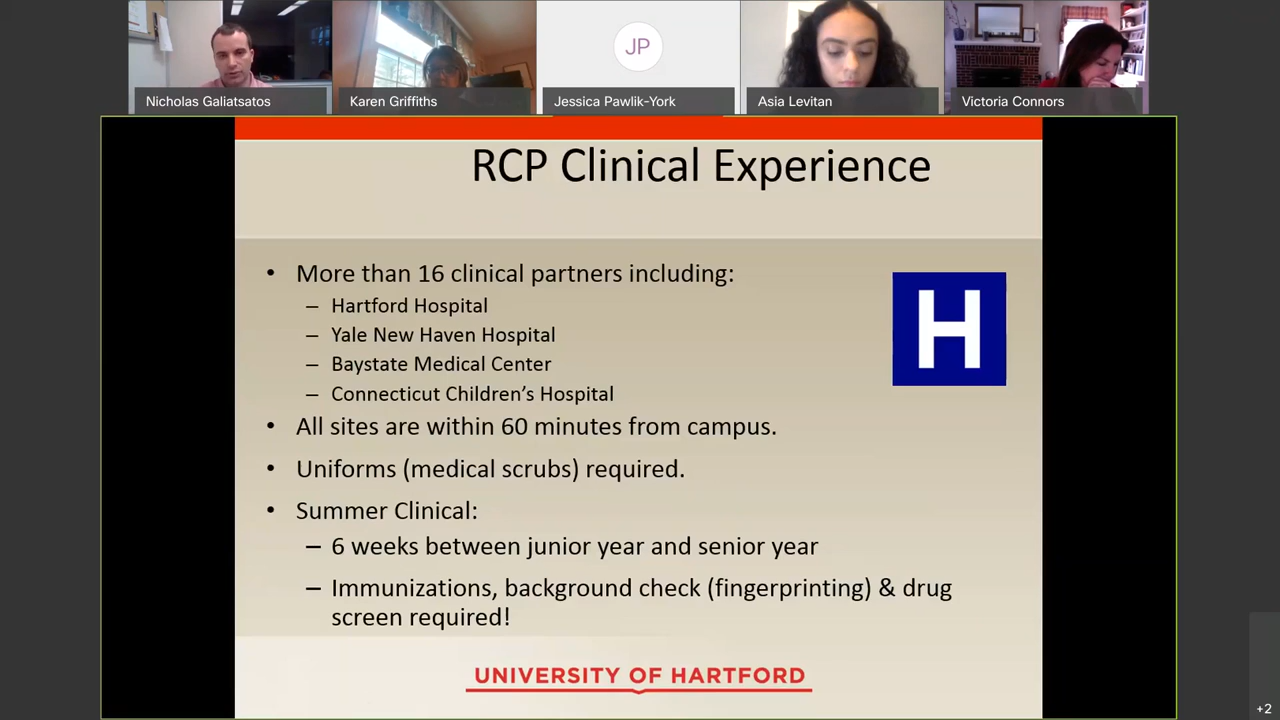 Nicholas Galiatsatos
Karen Griffiths
JP
Jessica Pawlik-York
Asia Levitan
Victoria Connors
RCP Clinical Experience
• More than 16 clinical partners including:
– Hartford Hospital
– Yale New Haven Hospital
– Baystate Medical Center
– Connecticut Children’s Hospital
H
• All sites are within 60 minutes from campus.
• Uniforms (medical scrubs) required.
• Summer Clinical:
– 6 weeks between junior year and senior year
– Immunizations, background check (fingerprinting) & drug
screen required!
UNIVERSITY OF HARTFORD
+2